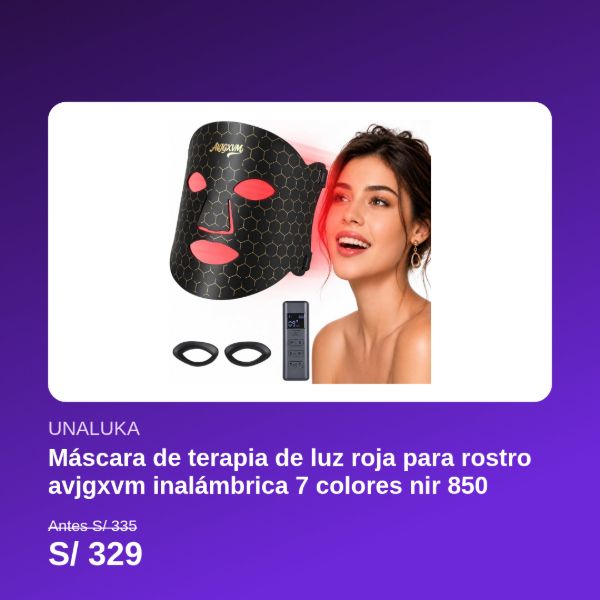 AVJGXVM
UNALUKA
Máscara de terapia de luz roja para rostro
avjgxvm inalámbrica 7 colores nir 850
Antes S/ 335
S/ 329